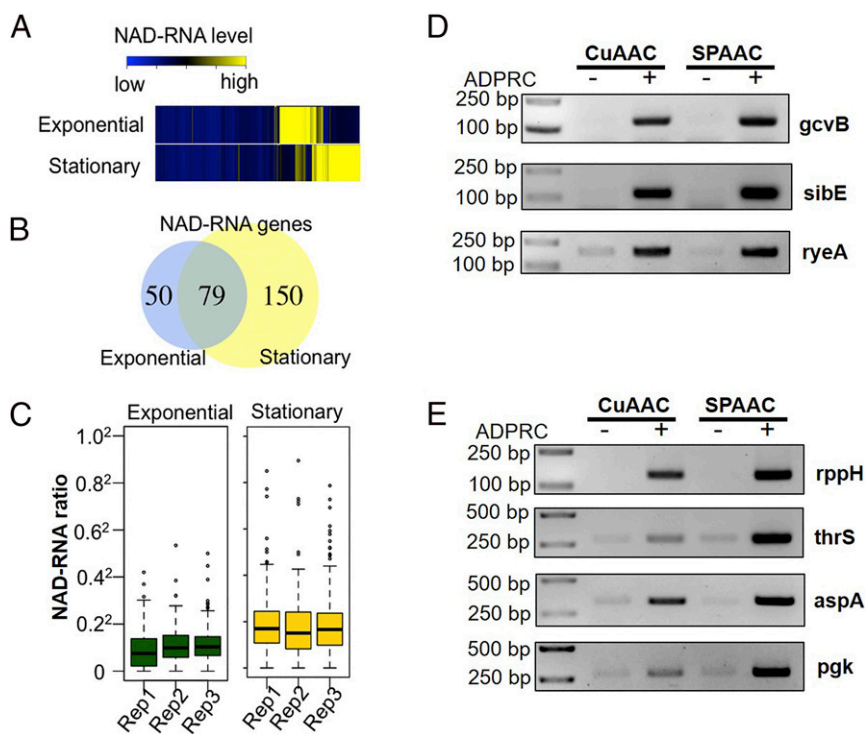 A
NAD-RNA level
low high
Exponential
Stationary
B
NAD-RNA genes
50 79 150
Exponential Stationary
C
Exponential Stationary
NAD-RNA ratio
1.0²
0.8²
0.6²
0.4²
0.2²
0
Rep1 Rep2 Rep3 Rep1 Rep2 Rep3
D
CuAAC SPAAC
ADPRC - + - +
250 bp
100 bp
gcvB
250 bp
100 bp
sibE
250 bp
100 bp
ryeA
E
CuAAC SPAAC
ADPRC - + - +
250 bp
100 bp
rppH
500 bp
250 bp
thrS
500 bp
250 bp
aspA
500 bp
250 bp
pgk